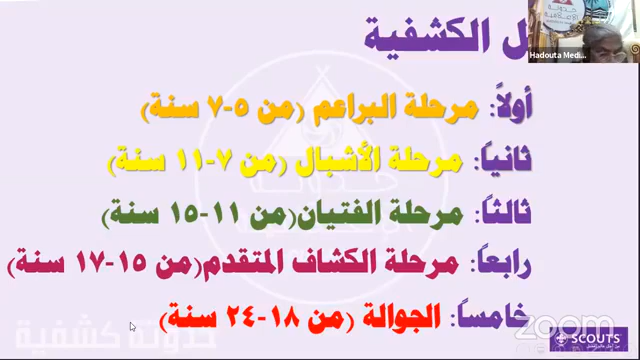 ل الكشفية
Hadouta Medi...
أولاً: مرحلة البراعم (من ٥-٧ سنة)
ثانياً: مرحلة الأشبال (من ٧-١١ سنة)
ثالثاً: مرحلة الفتيان(من ١١-١٥ سنة)
رابعاً: مرحلة الكشاف المتقدم(من ١٥-١٧ سنة)
خامساً: الجوالة (من ١٨-٢٤ سنة)
zoom
حدوتة كشفية
SCOUTS